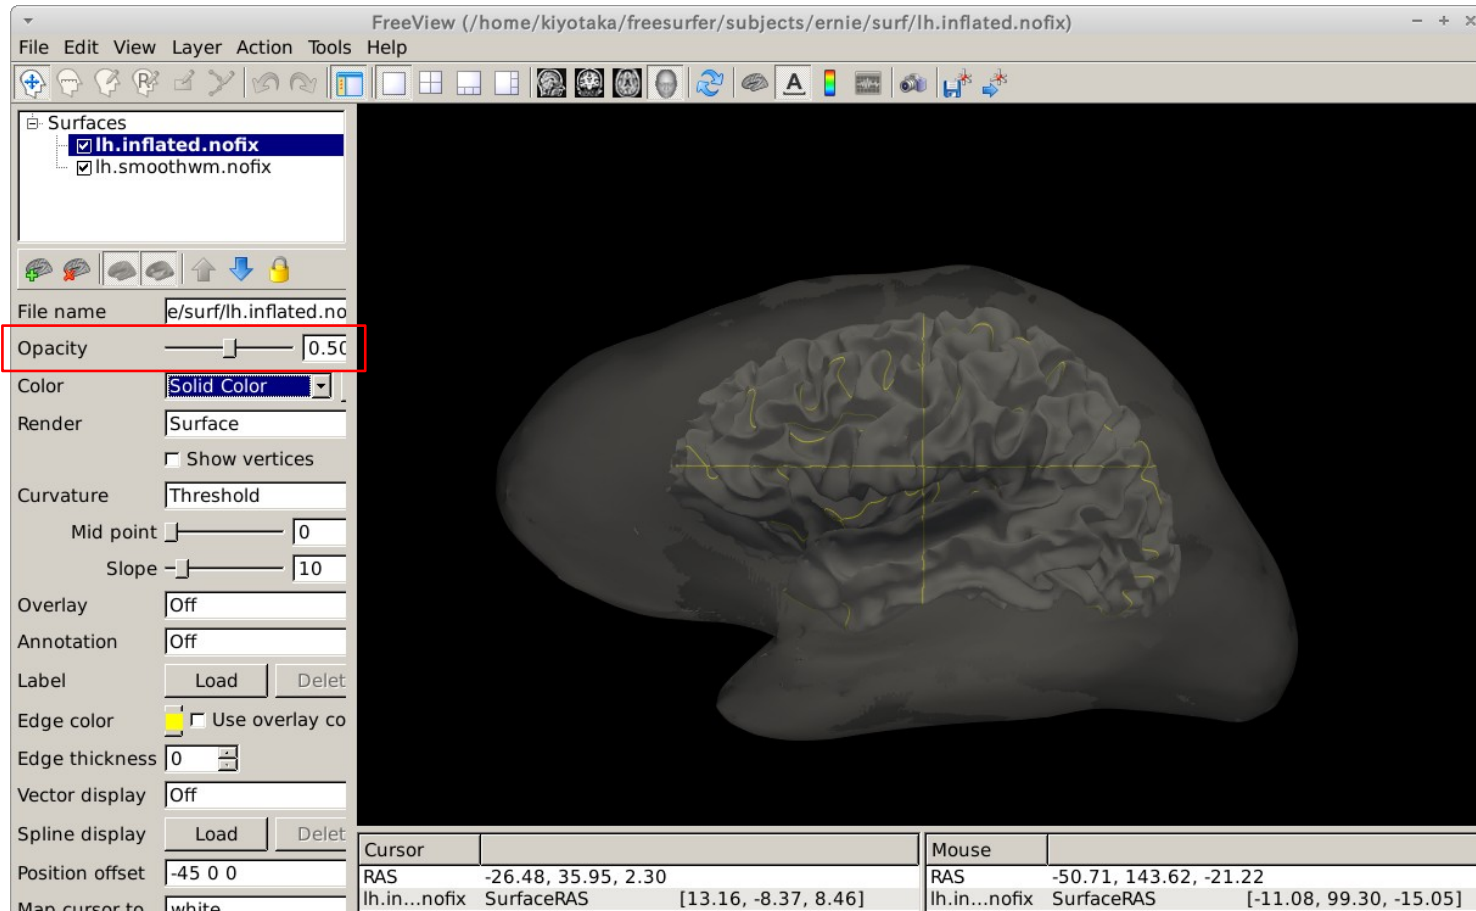 FreeView (/home/kiyotaka/freesurfer/subjects/ernie/surf/lh.inflated.nofix)
File Edit View Layer Action Tools Help
Surfaces
lh.inflated.nofix
lh.smoothwm.nofix
File name e/surf/lh.inflated.no
Opacity 0.50
Color Solid Color
Render Surface
Show vertices
Curvature Threshold
Mid point 0
Slope 10
Overlay Off
Annotation Off
Label Load Delet
Edge color Use overlay co
Edge thickness 0
Vector display Off
Spline display Load Delet
Position offset -45 0 0
Map cursor to white
Cursor
RAS -26.48, 35.95, 2.30
lh.in...nofix SurfaceRAS [13.16, -8.37, 8.46]
Mouse
RAS -50.71, 143.62, -21.22
lh.in...nofix SurfaceRAS [-11.08, 99.30, -15.05]